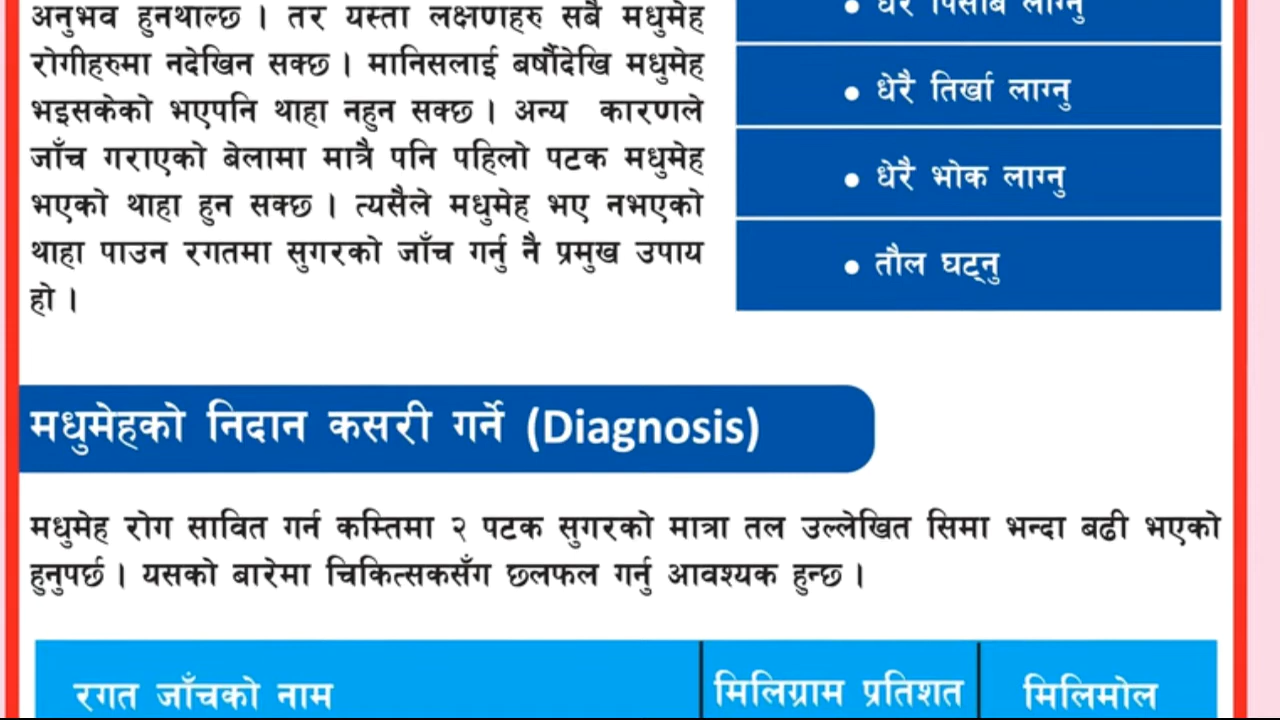 अनुभव हुनथाल्छ । तर यस्ता लक्षणहरु सबै मधुमेह
रोगीहरुमा नदेखिन सक्छ । मानिसलाई बर्षौंदेखि मधुमेह
भइसकेको भएपनि थाहा नहुन सक्छ । अन्य कारणले
जाँच गराएको बेलामा मात्रै पनि पहिलो पटक मधुमेह
भएको थाहा हुन सक्छ । त्यसैले मधुमेह भए नभएको
थाहा पाउन रगतमा सुगरको जाँच गर्नु नै प्रमुख उपाय
हो ।
• धेरै पिसाब लाग्नु
• धेरै तिर्खा लाग्नु
• धेरै भोक लाग्नु
• तौल घट्नु
मधुमेहको निदान कसरी गर्ने (Diagnosis)
मधुमेह रोग सावित गर्न कम्तिमा २ पटक सुगरको मात्रा तल उल्लेखित सिमा भन्दा बढी भएको
हुनुपर्छ । यसको बारेमा चिकित्सकसँग छलफल गर्नु आवश्यक हुन्छ ।
रगत जाँचको नाम
मिलिग्राम प्रतिशत
मिलिमोल